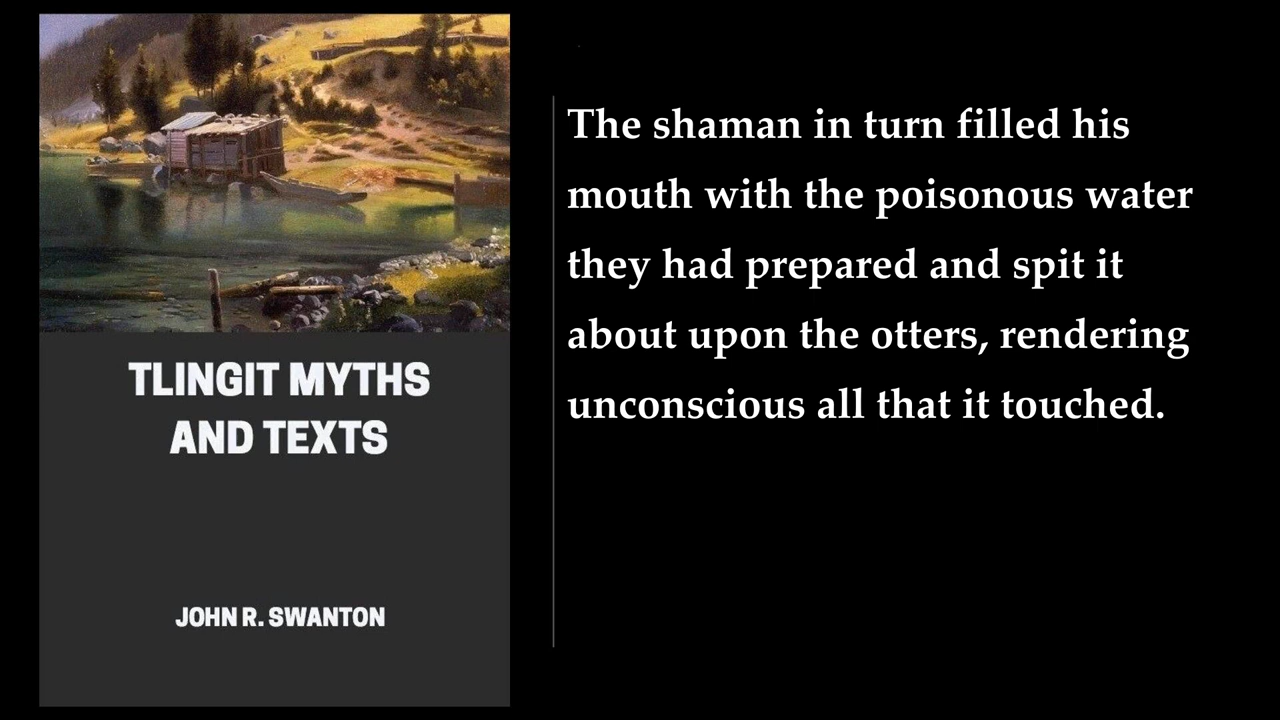 TLINGIT MYTHS
AND TEXTS
JOHN R. SWANTON
The shaman in turn filled his
mouth with the poisonous water
they had prepared and spit it
about upon the otters, rendering
unconscious all that it touched.